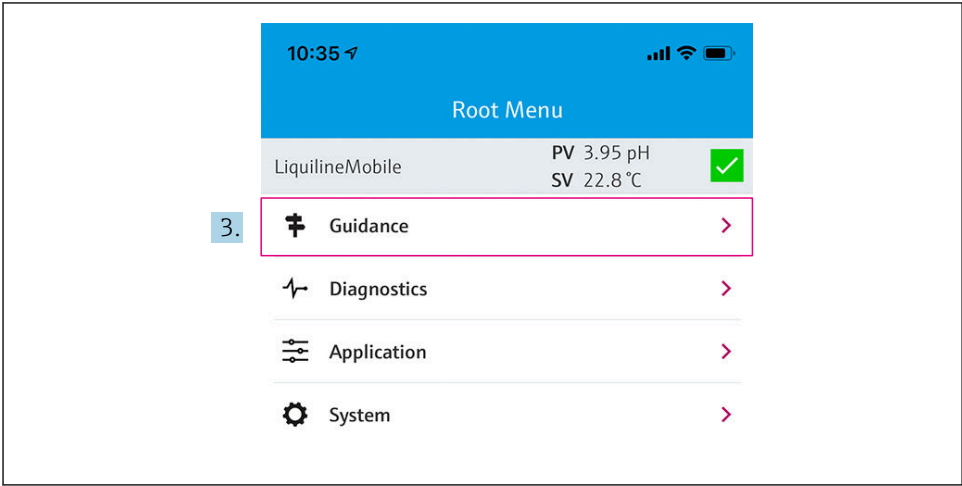 10:35
Root Menu
LiquilineMobile
PV 3.95 pH
SV 22.8 °C
3. Guidance
Diagnostics
Application
System